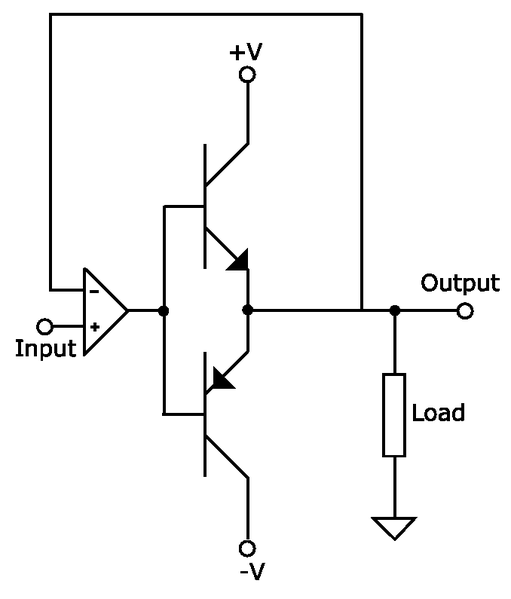 +V
Output
-
+
Input
Load
-V